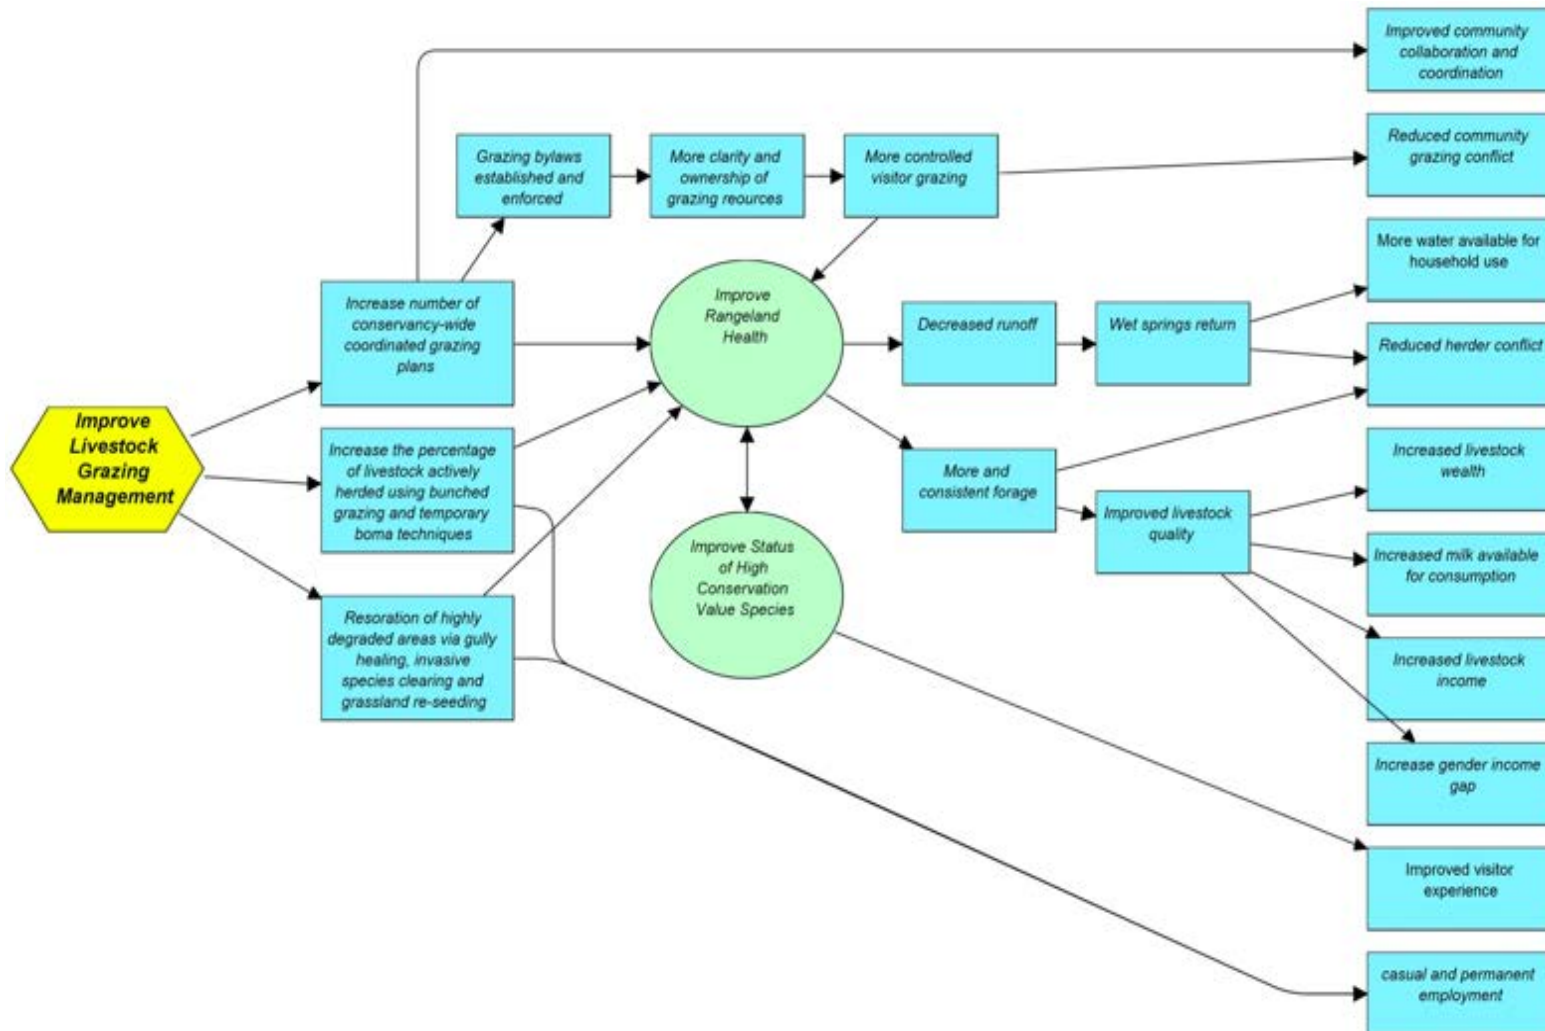 Improved community
collaboration and
coordination
Grazing bylaws
established and
enforced
More clarity and
ownership of
grazing reources
More controlled
visitor grazing
Reduced community
grazing conflict
More water available for
household use
Increase number of
conservancy-wide
coordinated grazing
plans
Improve
Rangeland
Health
Decreased runoff
Wet springs return
Reduced herder conflict
Improve
Livestock
Grazing
Management
Increase the percentage
of livestock actively
herded using bunched
grazing and temporary
boma techniques
More and
consistent forage
Improved livestock
quality
Increased livestock
wealth
Increased milk available
for consumption
Improve Status
of High
Conservation
Value Species
Resoration of highly
degraded areas via gully
healing, invasive
species clearing and
grassland re-seeding
Increased livestock
income
Increase gender income
gap
Improved visitor
experience
casual and permanent
employment